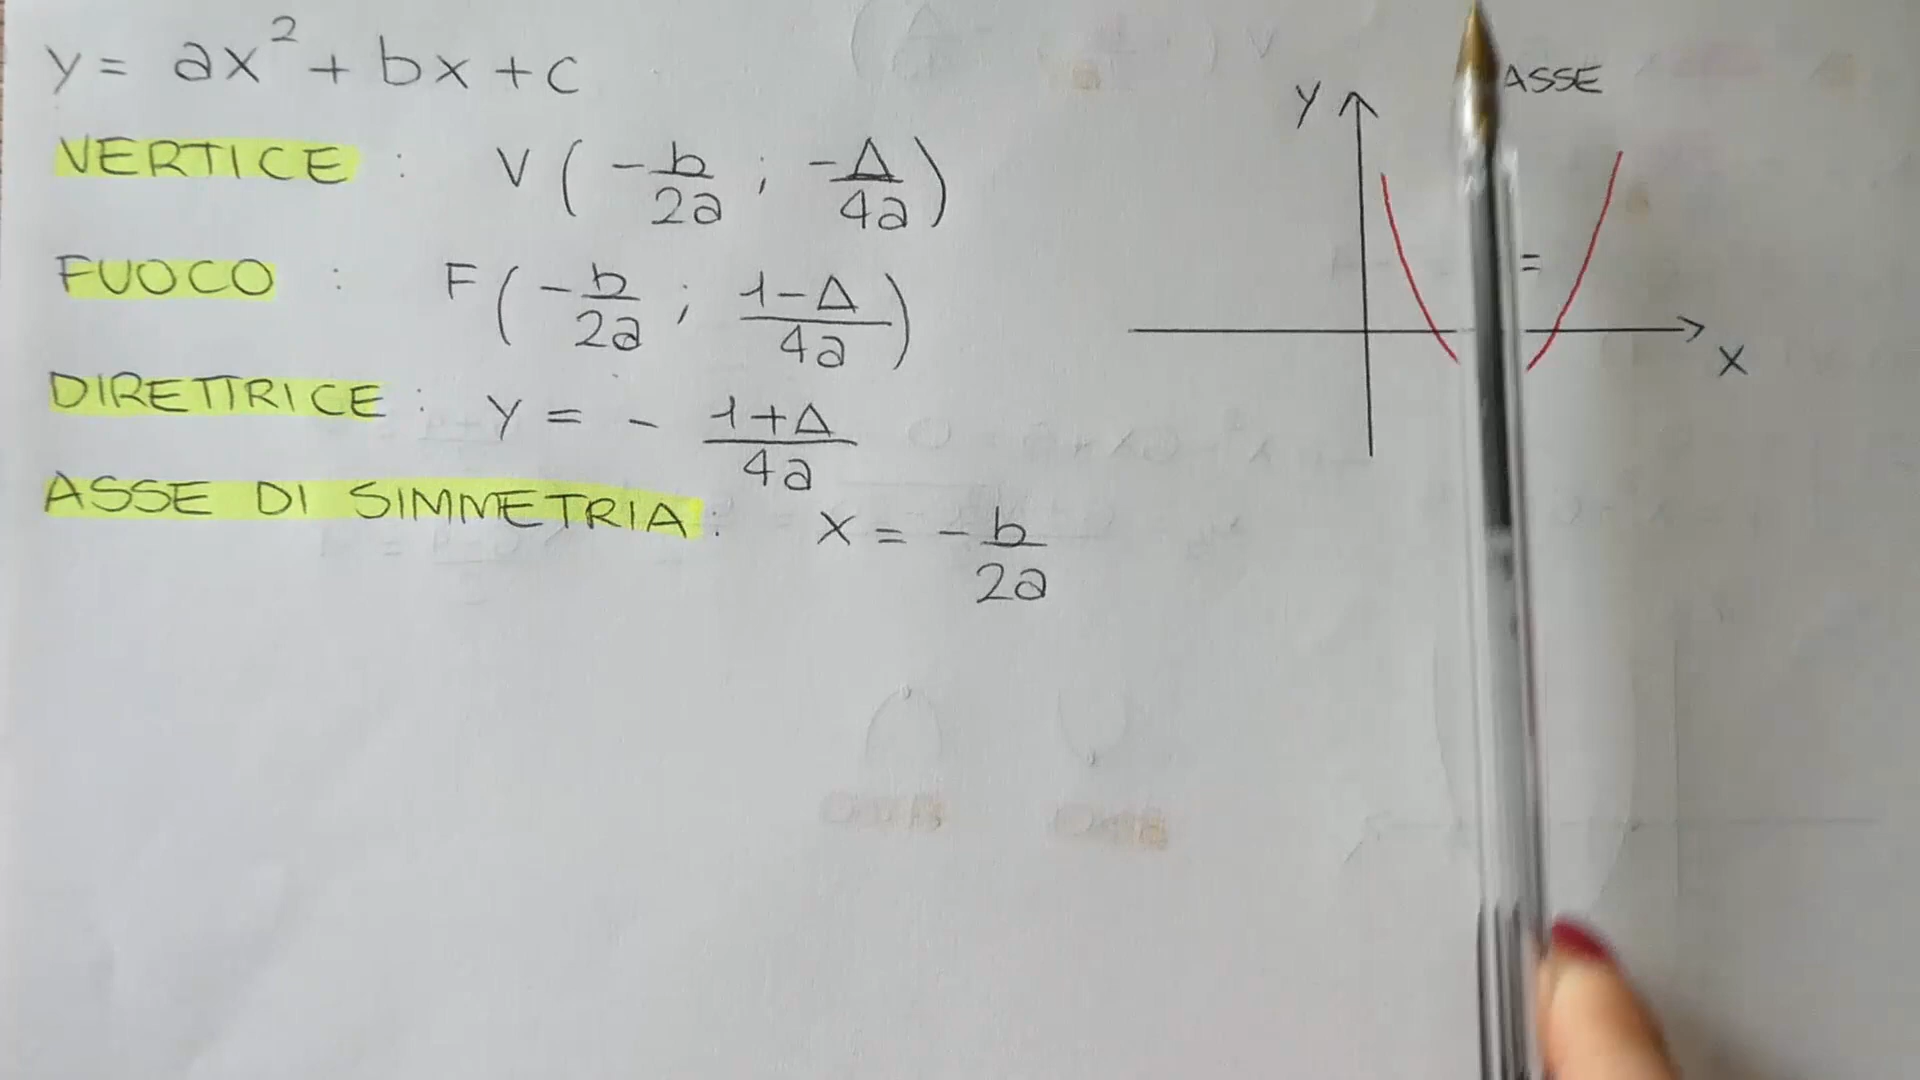 y = ax² + bx + c
VERTICE : V ( -b/2a ; -Δ/4a )
FUOCO : F ( -b/2a ; 1-Δ/4a )
DIRETTRICE : y = - 1+Δ/4a
ASSE DI SIMMETRIA : x = -b/2a
ASSE
y
=
x